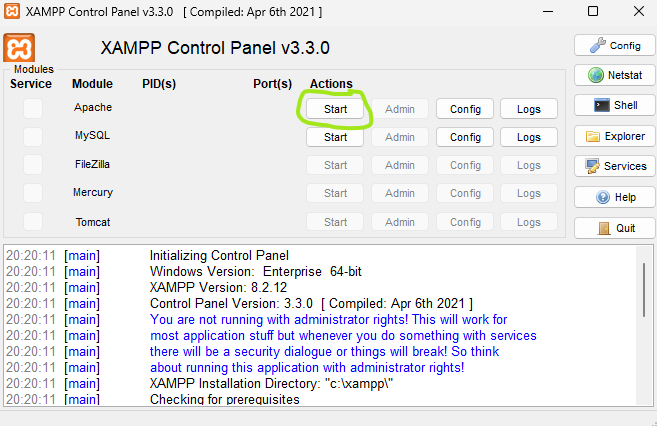 XAMPP Control Panel v3.3.0 [ Compiled: Apr 6th 2021 ]
XAMPP Control Panel v3.3.0
Config
Modules
Service Module PID(s) Port(s) Actions
Netstat
Apache Start Admin Config Logs
Shell
MySQL Start Admin Config Logs
Explorer
FileZilla Start Admin Config Logs
Services
Mercury Start Admin Config Logs
Help
Tomcat Start Admin Config Logs
Quit
20:20:11 [main] Initializing Control Panel
20:20:11 [main] Windows Version: Enterprise 64-bit
20:20:11 [main] XAMPP Version: 8.2.12
20:20:11 [main] Control Panel Version: 3.3.0 [ Compiled: Apr 6th 2021 ]
20:20:11 [main] You are not running with administrator rights! This will work for
20:20:11 [main] most application stuff but whenever you do something with services
20:20:11 [main] there will be a security dialogue or things will break! So think
20:20:11 [main] about running this application with administrator rights!
20:20:11 [main] XAMPP Installation Directory: "c:\xampp\"
20:20:11 [main] Checking for prerequisites